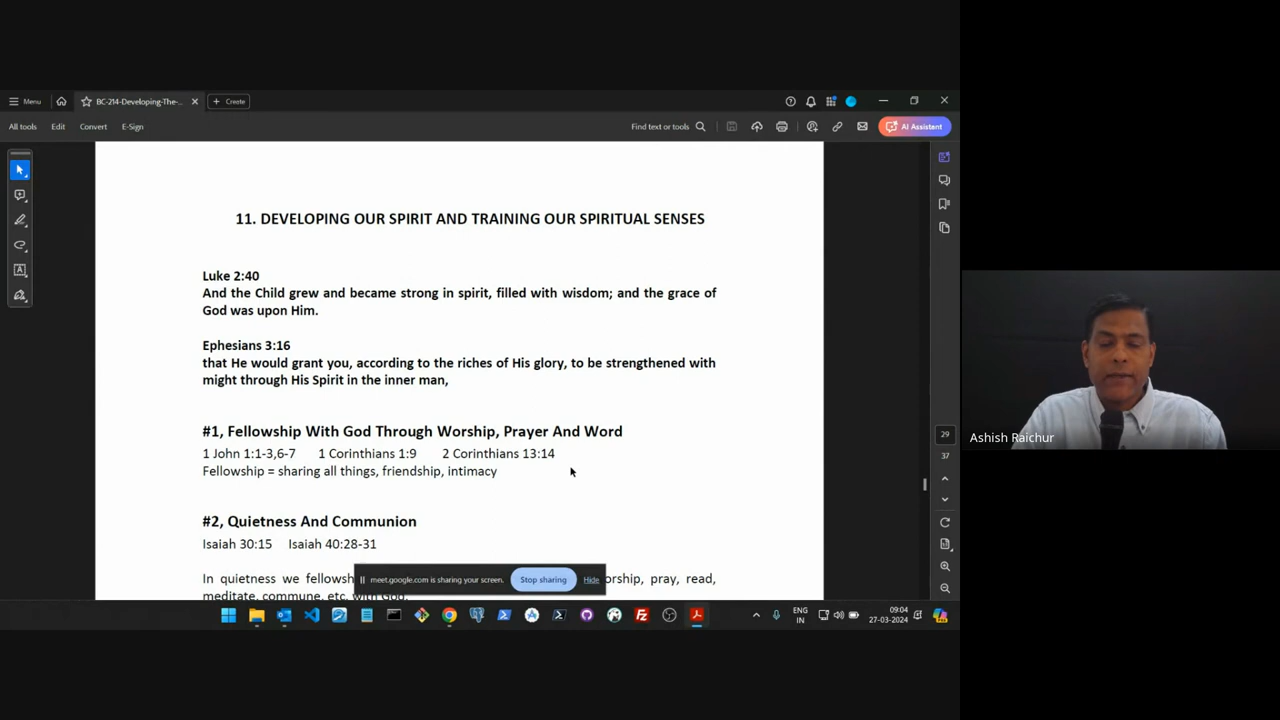 Menu
BC-214-Developing-The-...
Create
All tools
Edit
Convert
E-Sign
Find text or tools
AI Assistant
11. DEVELOPING OUR SPIRIT AND TRAINING OUR SPIRITUAL SENSES
Luke 2:40
And the Child grew and became strong in spirit, filled with wisdom; and the grace of
God was upon Him.
Ephesians 3:16
that He would grant you, according to the riches of His glory, to be strengthened with
might through His Spirit in the inner man,
#1, Fellowship With God Through Worship, Prayer And Word
1 John 1:1-3,6-7 1 Corinthians 1:9 2 Corinthians 13:14
Fellowship = sharing all things, friendship, intimacy
#2, Quietness And Communion
Isaiah 30:15 Isaiah 40:28-31
In quietness we fellowsh orship, pray, read,
meditate, commune, etc. with God.
meet.google.com is sharing your screen.
Stop sharing
Hide
29
37
Ashish Raichur
ENG
IN
09:04
27-03-2024